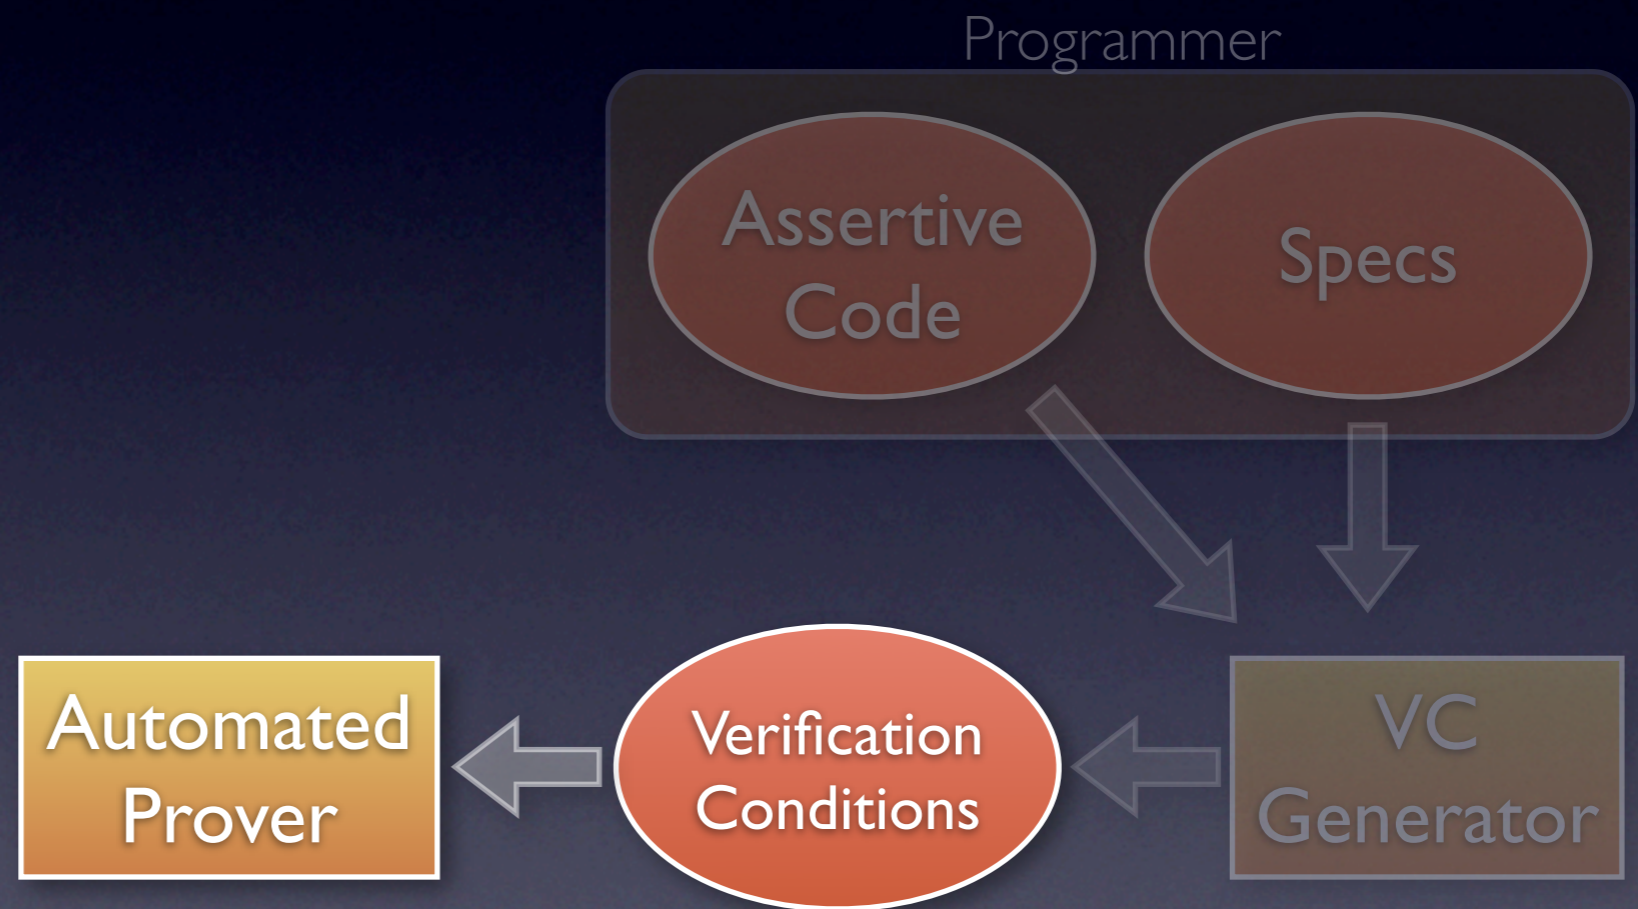 Programmer
Assertive
Code
Specs
Automated
Prover
Verification
Conditions
VC
Generator